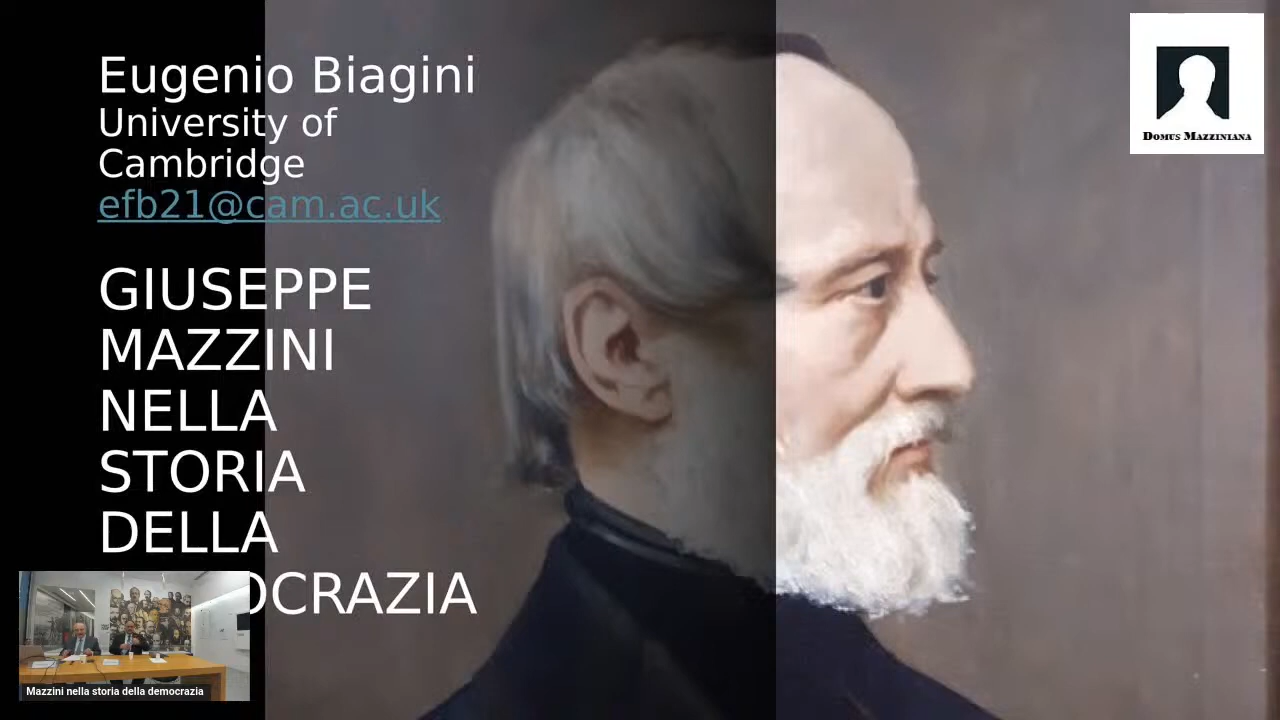 Eugenio Biagini
University of
Cambridge
efb21@cam.ac.uk
GIUSEPPE
MAZZINI
NELLA
STORIA
DELLA
OCRAZIA
Mazzini nella storia della democrazia
DOMUS MAZZINIANA